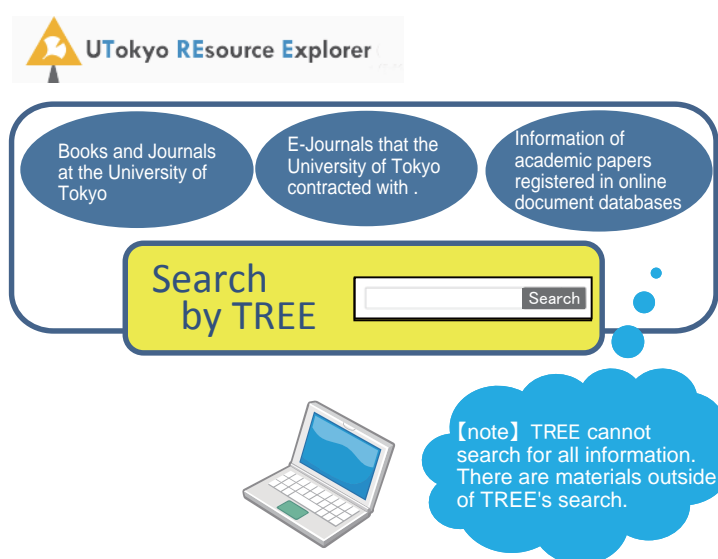 UTokyo REsource Explorer
Books and Journals
at the University of
Tokyo
E-Journals that the
University of Tokyo
contracted with .
Information of
academic papers
registered in online
document databases
Search
by TREE
Search
【note】TREE cannot
search for all information.
There are materials outside
of TREE's search.